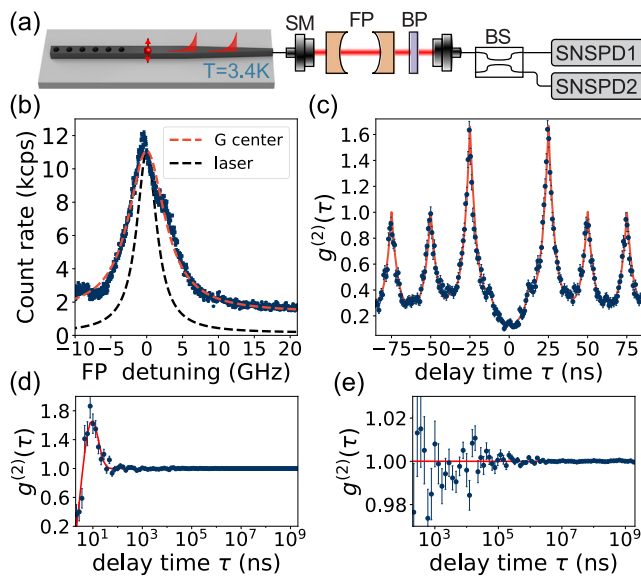 (a)
SM
FP
BP
BS
SNSPD1
SNSPD2
T=3.4K
(b)
Count rate (kcps)
12
10
8
6
4
2
0
G center
laser
−10
−5
0
5
10
15
20
FP detuning (GHz)
(c)
g(2)(τ)
1.6
1.4
1.2
1.0
0.8
0.6
0.4
0.2
−75
−50
−25
0
25
50
75
delay time τ (ns)
(d)
g(2)(τ)
1.8
1.4
1.0
0.6
0.2
10¹
10³
10⁵
10⁷
10⁹
delay time τ (ns)
(e)
g(2)(τ)
1.02
1.00
0.98
10³
10⁵
10⁷
10⁹
delay time τ (ns)